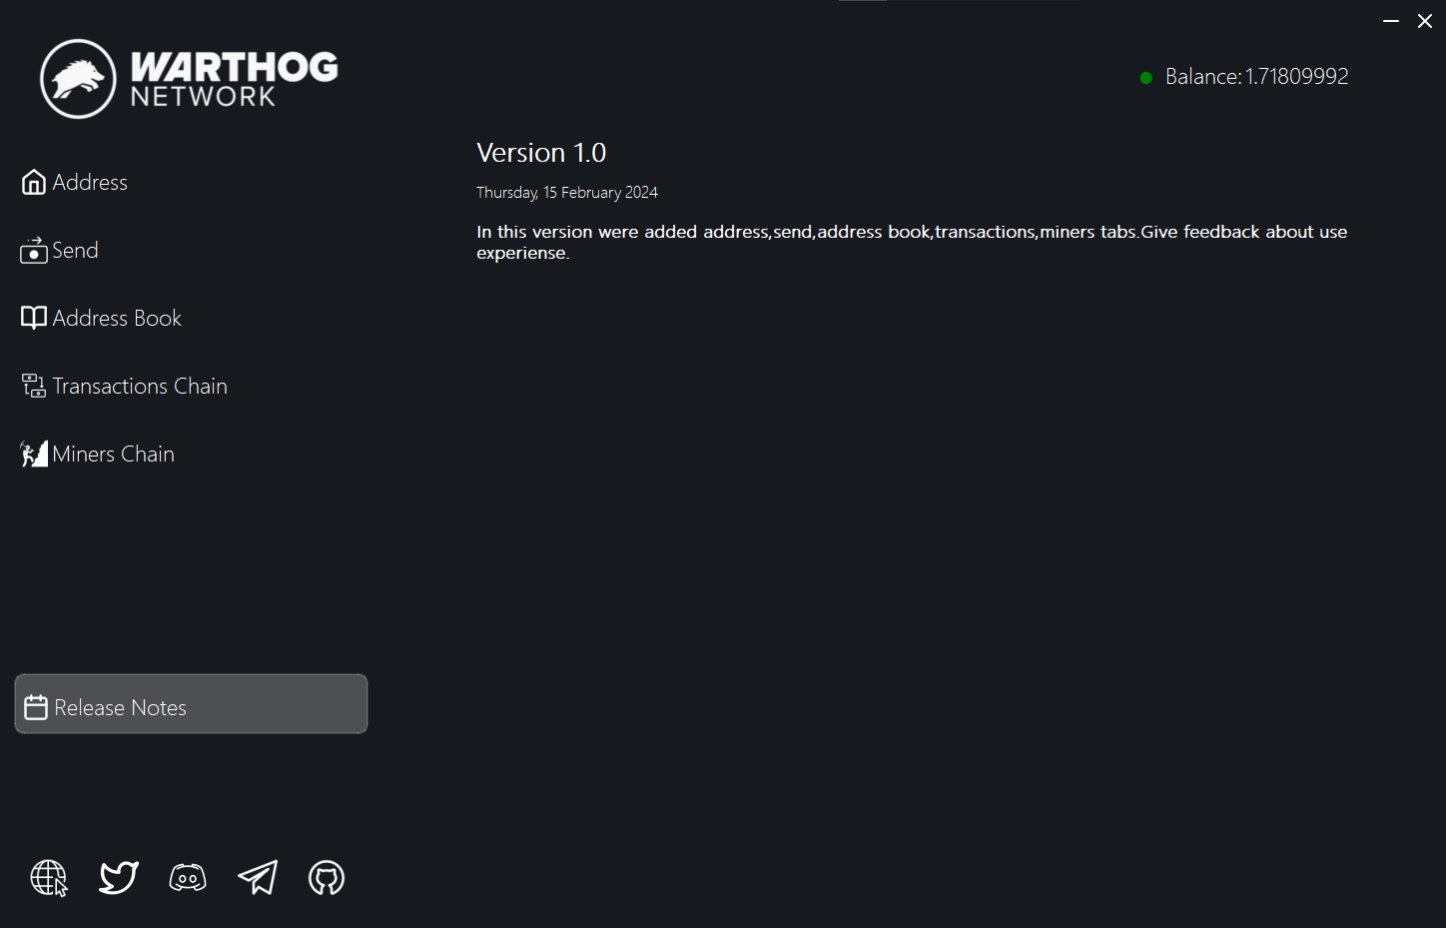 WARTHOG
NETWORK
Balance:1.71809992
Address
Send
Address Book
Transactions Chain
Miners Chain
Release Notes
Version 1.0
Thursday, 15 February 2024
In this version were added address,send,address book,transactions,miners tabs.Give feedback about use
experiense.